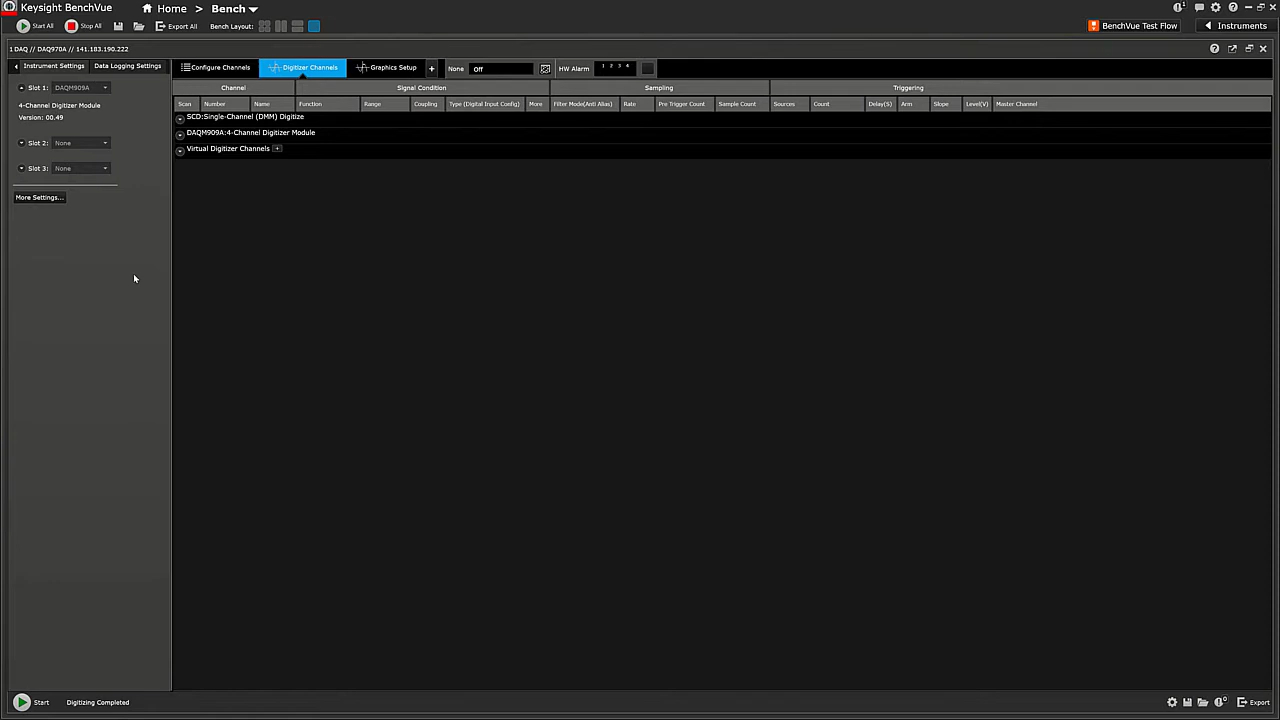 Keysight BenchVue
Home > Bench
Start All Stop All Export All Bench Layout: BenchVue Test Flow Instruments
1 DAQ // DAQ970A // 141.183.190.222
Instrument Settings Data Logging Settings Configure Channels Digitizer Channels Graphics Setup + None Off HW Alarm 1 2 3 4
Slot 1: DAQM909A Channel Signal Condition Sampling Triggering
4-Channel Digitizer Module Scan Number Name Function Range Coupling Type (Digital Input Config) More Filter Mode(Anti Alias) Rate Pre Trigger Count Sample Count Sources Count Delay(S) Arm Slope Level(V) Master Channel
Version: 00.49 SCD:Single-Channel (DMM) Digitize
DAQM909A:4-Channel Digitizer Module
Slot 2: None Virtual Digitizer Channels +
Slot 3: None
More Settings...
Start Digitizing Completed Export